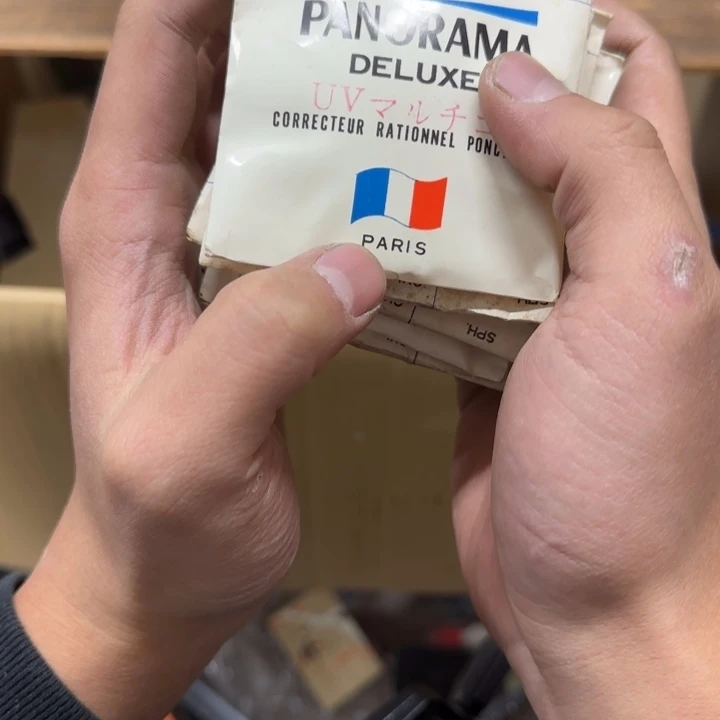 PANORAMA
DELUXE
UVマルチ
CORRECTEUR RATIONNEL
PARIS
SPH.